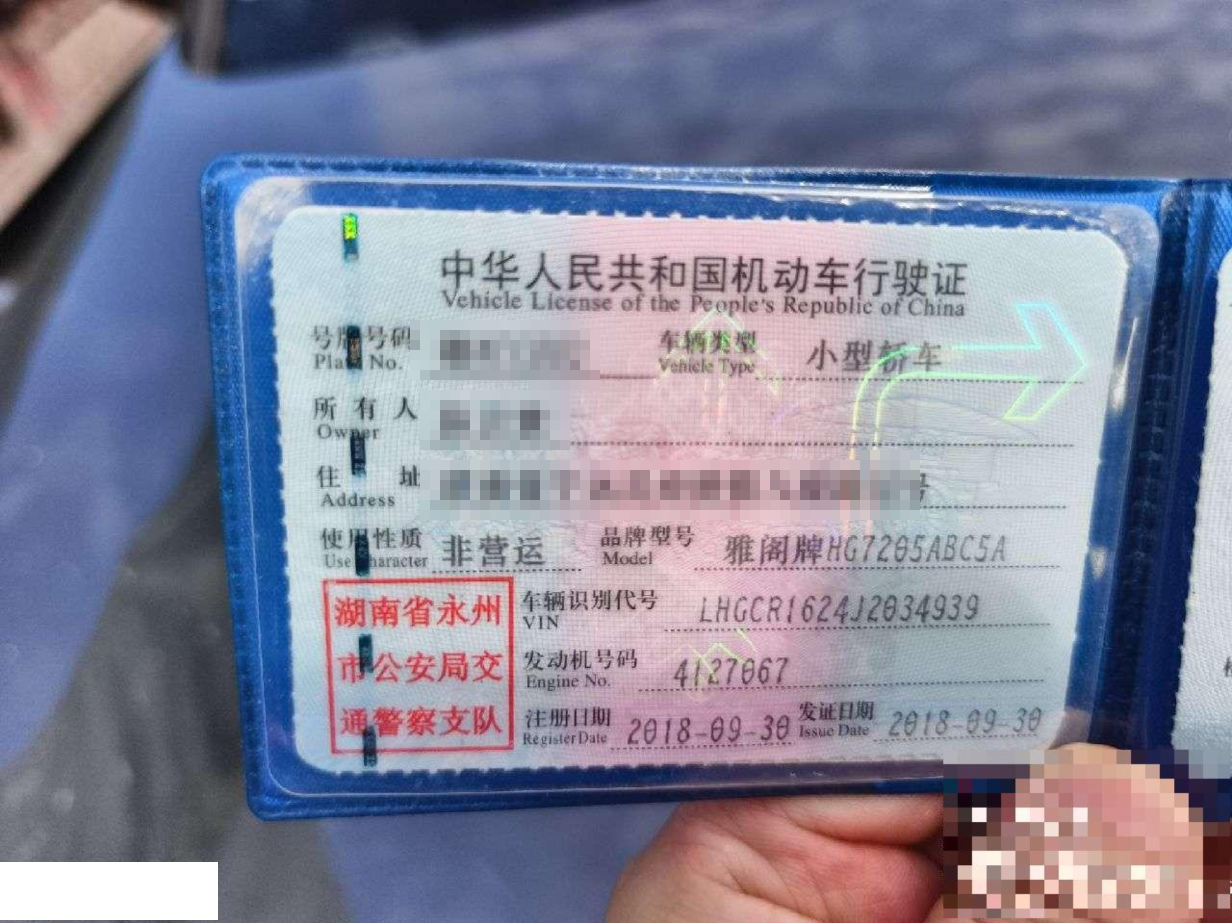 中华人民共和国机动车行驶证
Vehicle License of the People's Republic of China
号牌号码 车辆类型 小型轿车
Plate No. Vehicle Type
所有人
Owner
住址 号
Address
使用性质 非营运 品牌型号 雅阁牌HG7205ABC5A
Use Character Model
湖南省永州 车辆识别代号 LHGCR1624J2034939
VIN
市公安局交 发动机号码 4127067
Engine No.
通警察支队 注册日期 2018-09-30 发证日期 2018-09-30
Register Date Issue Date